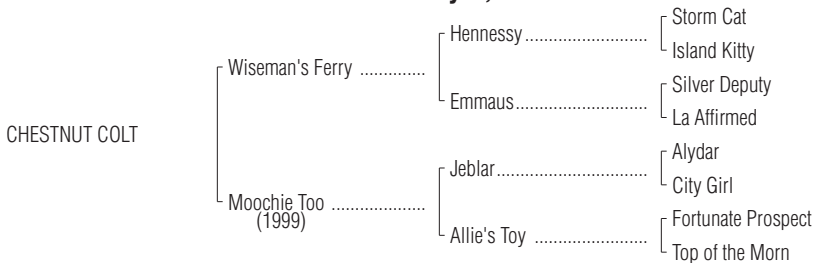 Storm Cat
Hennessy
Island Kitty
Wiseman's Ferry
Silver Deputy
Emmaus
La Affirmed
CHESTNUT COLT
Alydar
Jeblar
City Girl
Moochie Too
(1999)
Fortunate Prospect
Allie's Toy
Top of the Morn